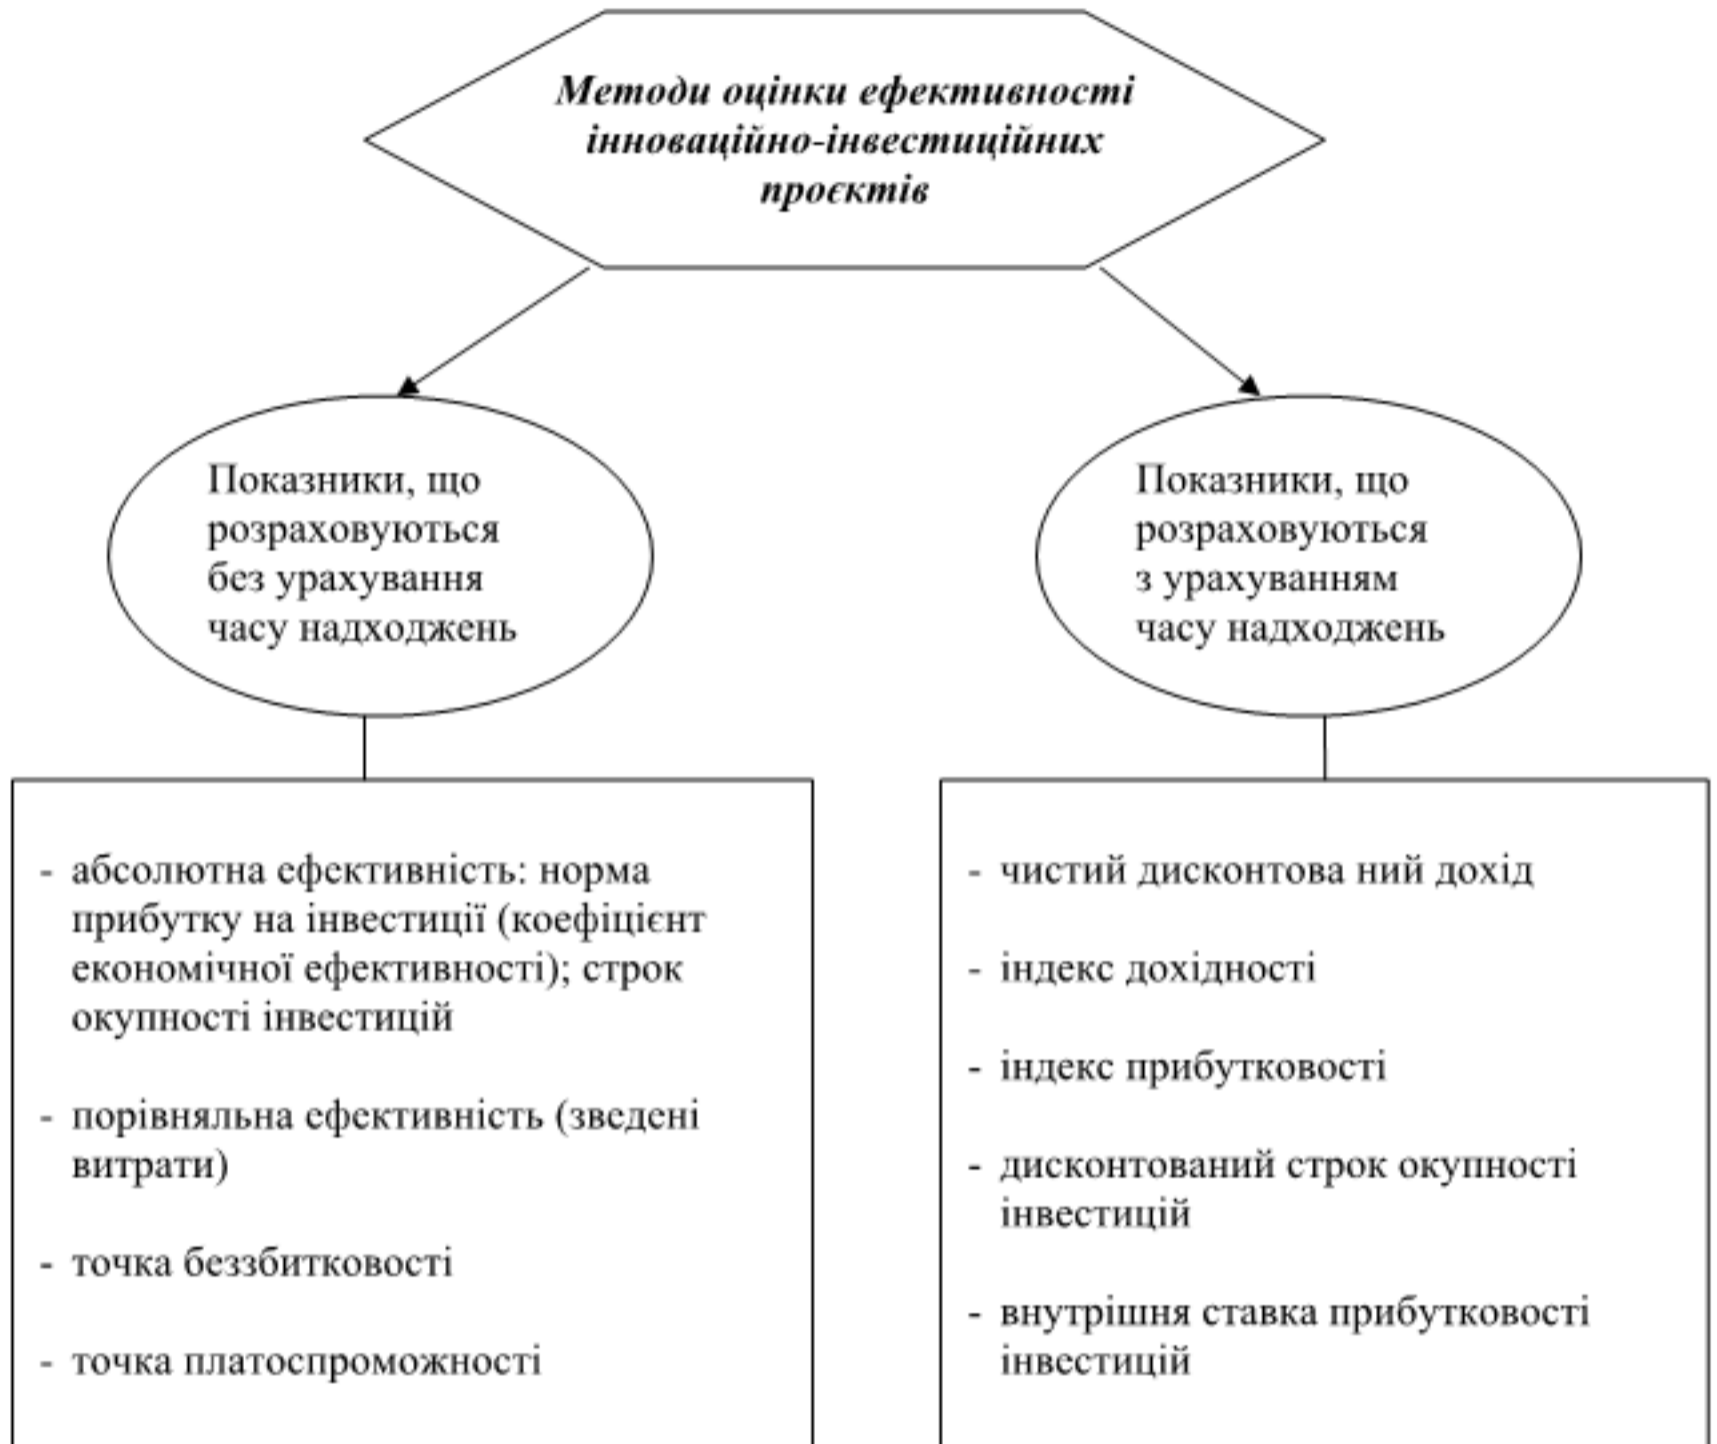 Методи оцінки ефективності
інноваційно-інвестиційних
проєктів
Показники, що
розраховуються
без урахування
часу надходжень
Показники, що
розраховуються
з урахуванням
часу надходжень
- абсолютна ефективність: норма
прибутку на інвестиції (коефіцієнт
економічної ефективності); строк
окупності інвестицій
- порівняльна ефективність (зведені
витрати)
- точка беззбитковості
- точка платоспроможності
- чистий дисконтова ний дохід
- індекс дохідності
- індекс прибутковості
- дисконтований строк окупності
інвестицій
- внутрішня ставка прибутковості
інвестицій